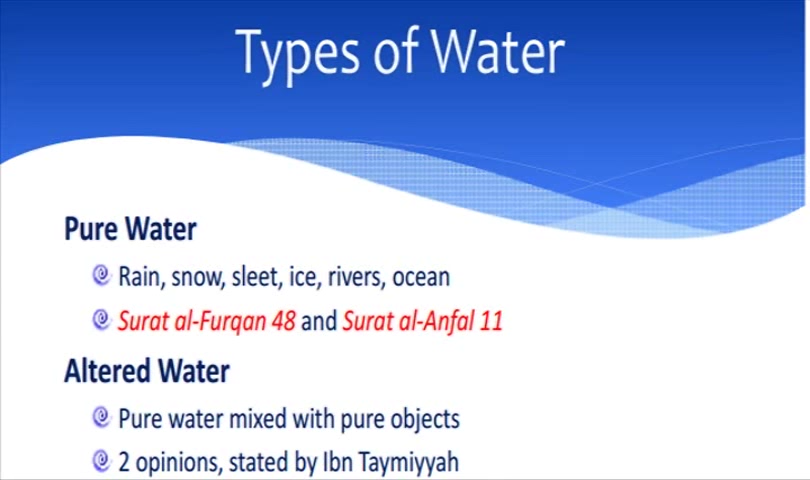 Types of Water
Pure Water
Rain, snow, sleet, ice, rivers, ocean
Surat al-Furqan 48 and Surat al-Anfal 11
Altered Water
Pure water mixed with pure objects
2 opinions, stated by Ibn Taymiyyah